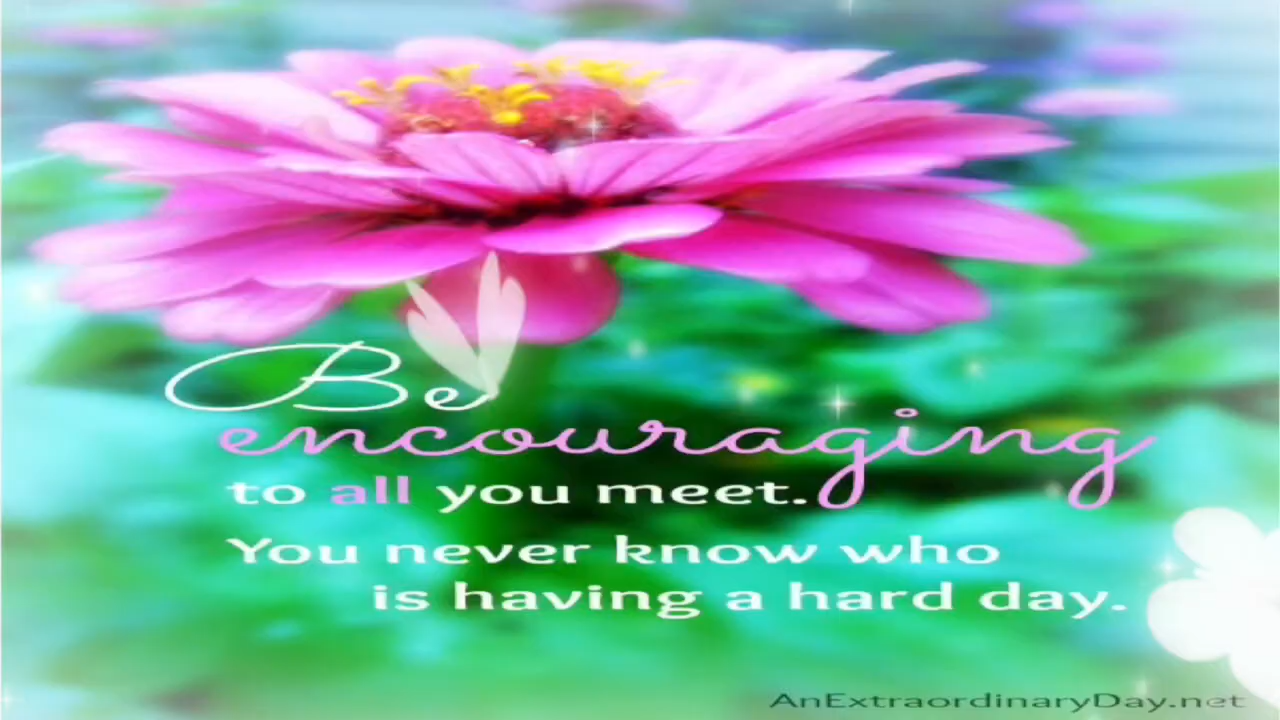 Be
encouraging
to all you meet.
You never know who
is having a hard day.
AnExtraordinaryDay.net